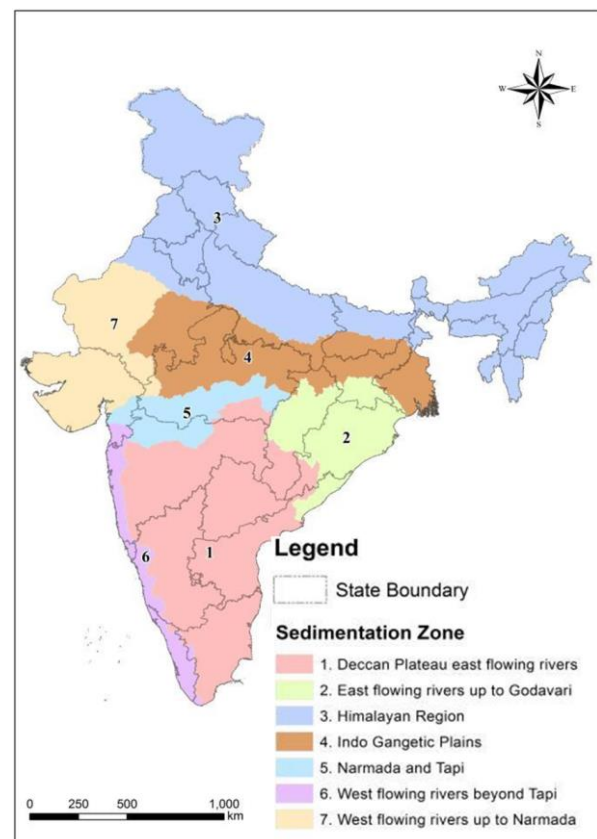 N
W E
S
3
7
4
5
2
6
1
Legend
State Boundary
Sedimentation Zone
1. Deccan Plateau east flowing rivers
2. East flowing rivers up to Godavari
3. Himalayan Region
4. Indo Gangetic Plains
5. Narmada and Tapi
6. West flowing rivers beyond Tapi
7. West flowing rivers up to Narmada
0 250 500 1,000
km